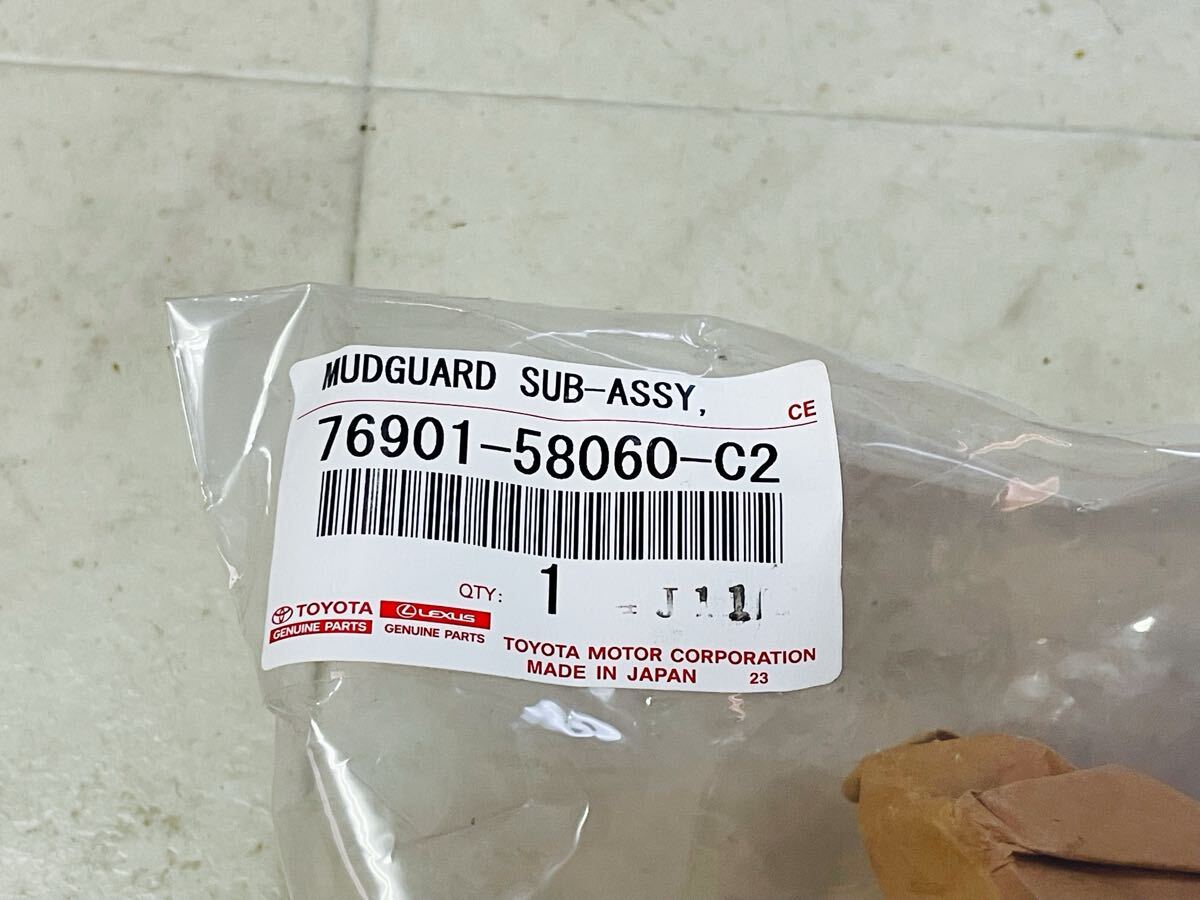 MUDGUARD SUB-ASSY,
CE
76901-58060-C2
QTY: 1
J11
TOYOTA
GENUINE PARTS
LEXUS
GENUINE PARTS
TOYOTA MOTOR CORPORATION
MADE IN JAPAN 23